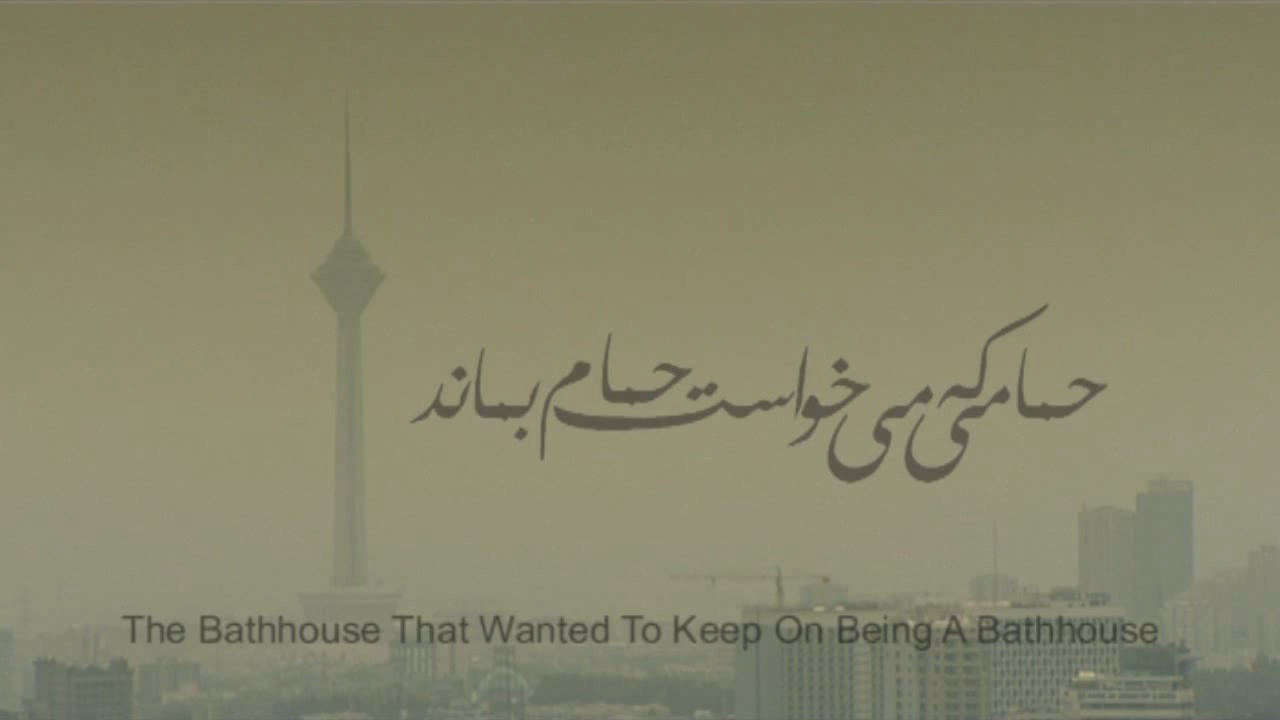 حمامی که می خواست حمام بماند
The Bathhouse That Wanted To Keep On Being A Bathhouse